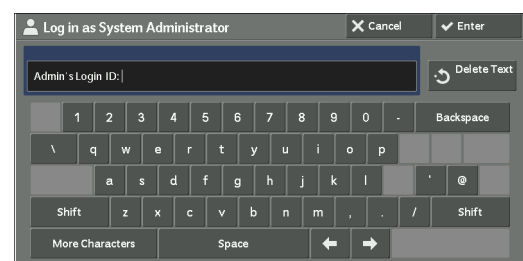 Log in as System Administrator
Cancel
Enter
Admin's Login ID:
Delete Text
1 2 3 4 5 6 7 8 9 0 - Backspace
\ q w e r t y u i o p
a s d f g h j k l ' @
Shift z x c v b n m , . / Shift
More Characters Space